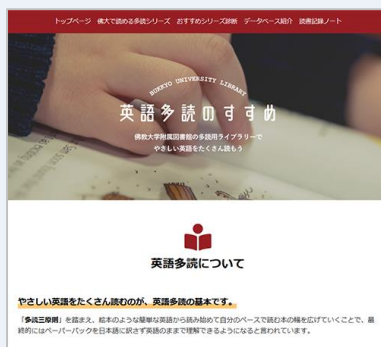 トップページ 佛大で読める多読シリーズ おすすめシリーズ診断 データベース紹介 読書記録ノート
BUKKYO UNIVERSITY LIBRARY
英語多読のすすめ
佛教大学附属図書館の多読用ライブラリーで
やさしい英語をたくさん読もう
英語多読について
やさしい英語をたくさん読むのが、英語多読の基本です。
「多読三原則」を踏まえ、絵本のような簡単な英語から読み始めて自分のペースで読む本の幅を広げていくことで、最
終的にはペーパーバックを日本語に訳さず英語のままで理解できるようになると言われています。